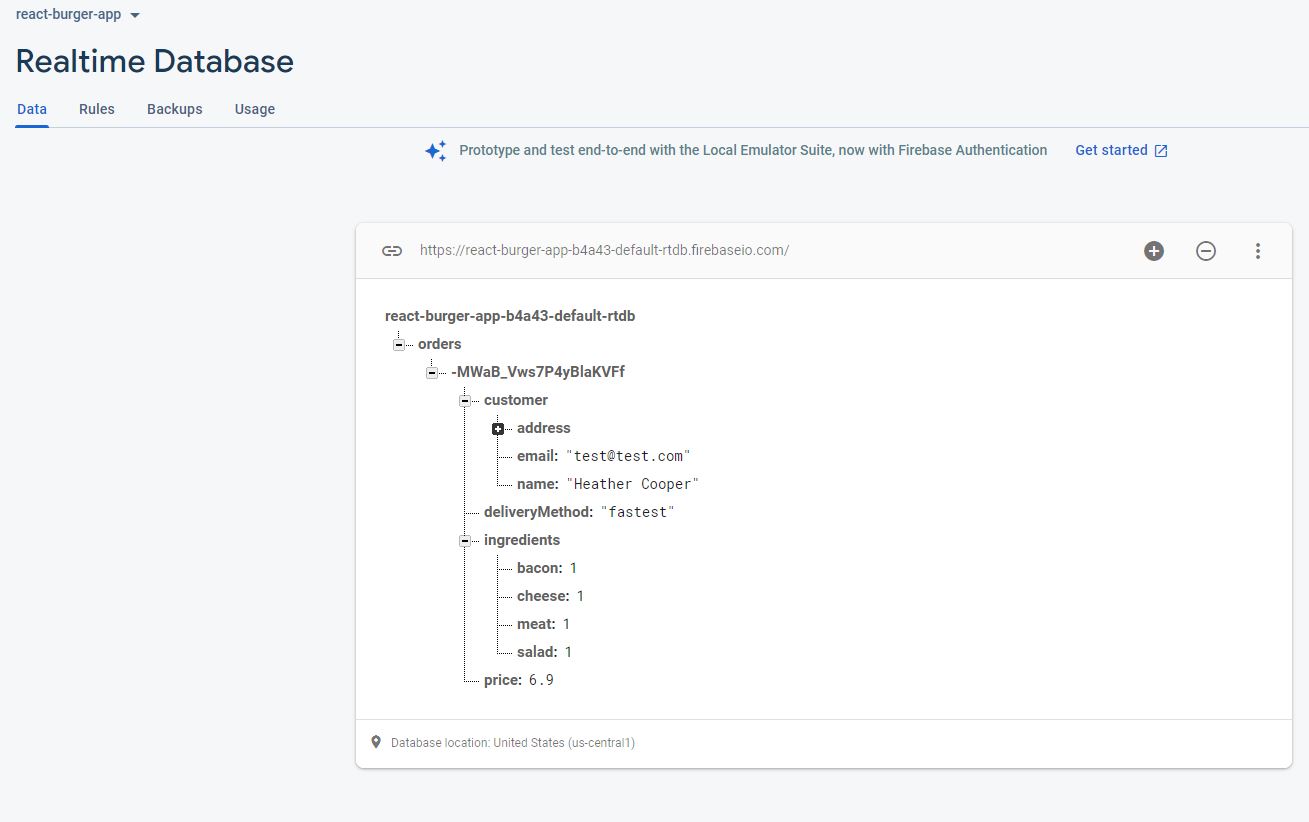 react-burger-app
Realtime Database
Data Rules Backups Usage
Prototype and test end-to-end with the Local Emulator Suite, now with Firebase Authentication Get started
https://react-burger-app-b4a43-default-rtdb.firebaseio.com/
react-burger-app-b4a43-default-rtdb
orders
-MWaB_Vws7P4yBlaKVFf
customer
address
email: "test@test.com"
name: "Heather Cooper"
deliveryMethod: "fastest"
ingredients
bacon: 1
cheese: 1
meat: 1
salad: 1
price: 6.9
Database location: United States (us-central1)